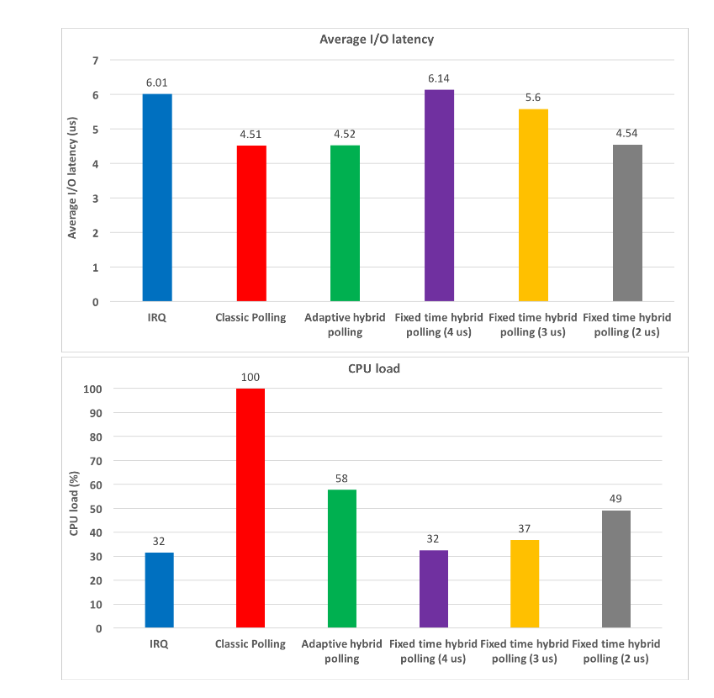 Average I/O latency
7
6
5
4
3
2
1
0
Average I/O latency (us)
6.01
4.51
4.52
6.14
5.6
4.54
IRQ
Classic Polling
Adaptive hybrid polling
Fixed time hybrid polling (4 us)
Fixed time hybrid polling (3 us)
Fixed time hybrid polling (2 us)
CPU load
100
90
80
70
60
50
40
30
20
10
0
CPU load (%)
32
100
58
32
37
49
IRQ
Classic Polling
Adaptive hybrid polling
Fixed time hybrid polling (4 us)
Fixed time hybrid polling (3 us)
Fixed time hybrid polling (2 us)